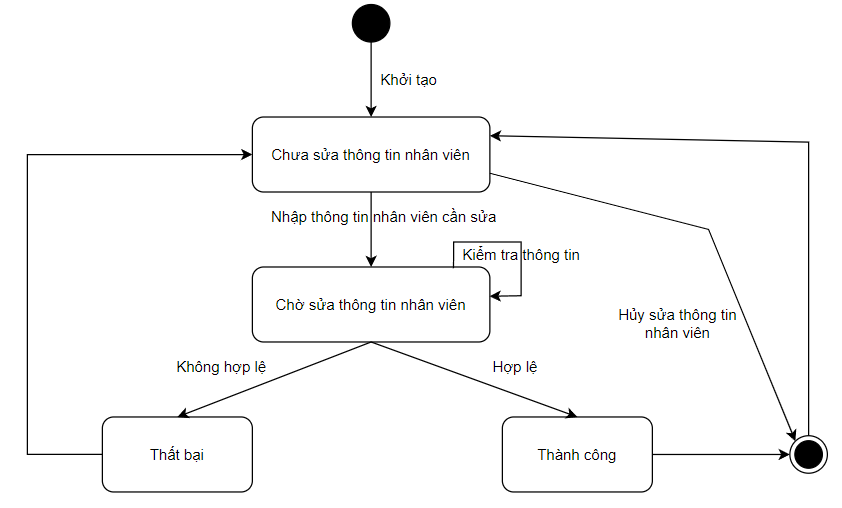 Khởi tạo
Chưa sửa thông tin nhân viên
Nhập thông tin nhân viên cần sửa
Kiểm tra thông tin
Chờ sửa thông tin nhân viên
Hủy sửa thông tin
nhân viên
Không hợp lệ
Hợp lệ
Thất bại
Thành công